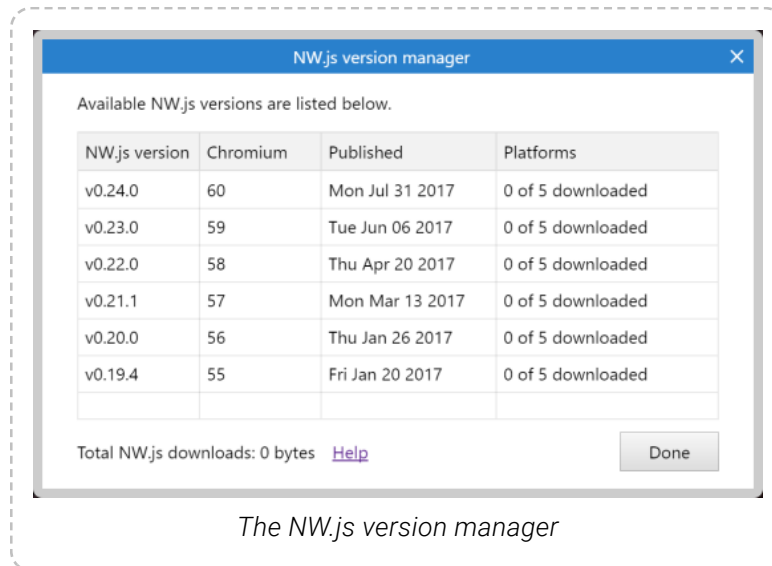 NW.js version manager
Available NW.js versions are listed below.
NW.js version Chromium Published Platforms
v0.24.0 60 Mon Jul 31 2017 0 of 5 downloaded
v0.23.0 59 Tue Jun 06 2017 0 of 5 downloaded
v0.22.0 58 Thu Apr 20 2017 0 of 5 downloaded
v0.21.1 57 Mon Mar 13 2017 0 of 5 downloaded
v0.20.0 56 Thu Jan 26 2017 0 of 5 downloaded
v0.19.4 55 Fri Jan 20 2017 0 of 5 downloaded
Total NW.js downloads: 0 bytes Help Done
The NW.js version manager